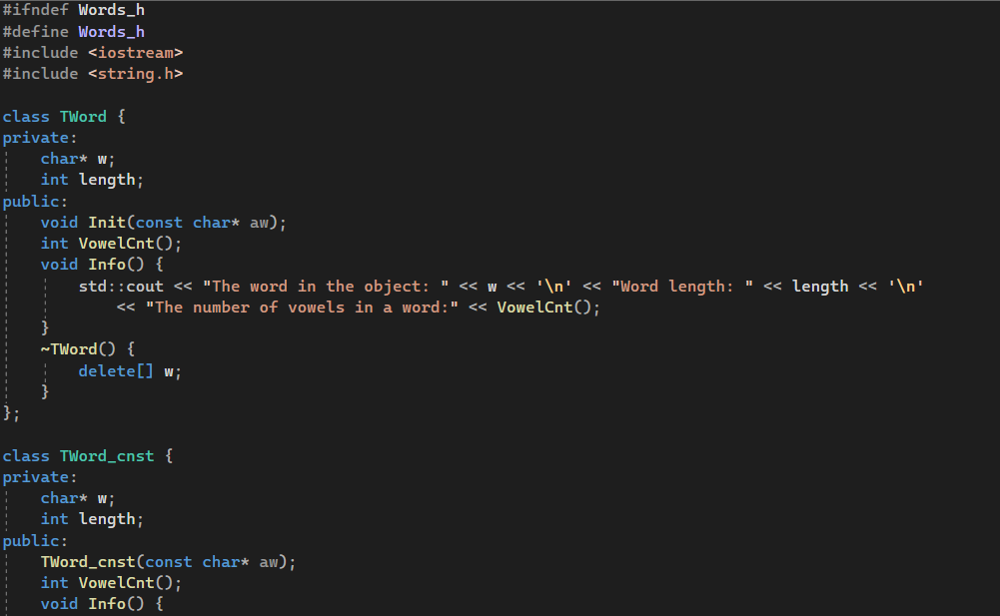 #ifndef Words_h
#define Words_h
#include <iostream>
#include <string.h>

class TWord {
private:
    char* w;
    int length;
public:
    void Init(const char* aw);
    int VowelCnt();
    void Info() {
        std::cout << "The word in the object: " << w << '\n' << "Word length: " << length << '\n'
            << "The number of vowels in a word:" << VowelCnt();
    }
    ~TWord() {
        delete[] w;
    }
};

class TWord_cnst {
private:
    char* w;
    int length;
public:
    TWord_cnst(const char* aw);
    int VowelCnt();
    void Info() {